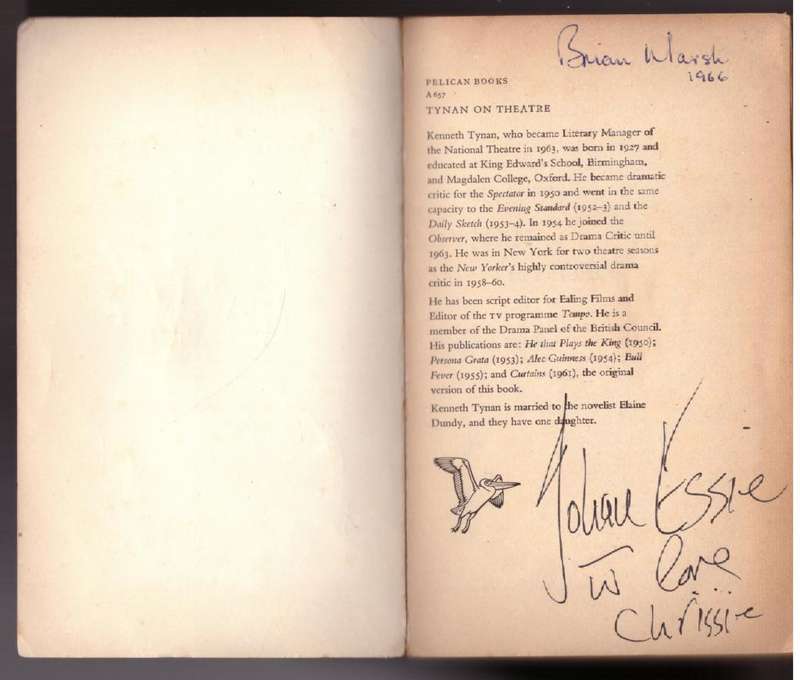 Brian Marsh
1966
PELICAN BOOKS
A 657
TYNAN ON THEATRE
Kenneth Tynan, who became Literary Manager of
the National Theatre in 1963, was born in 1927 and
educated at King Edward's School, Birmingham,
and Magdalen College, Oxford. He became dramatic
critic for the Spectator in 1950 and went in the same
capacity to the Evening Standard (1952–3) and the
Daily Sketch (1953–4). In 1954 he joined the
Observer, where he remained as Drama Critic until
1963. He was in New York for two theatre seasons
as the New Yorker's highly controversial drama
critic in 1958–60.
He has been script editor for Ealing Films and
Editor of the TV programme Tempo. He is a
member of the Drama Panel of the British Council.
His publications are: He that Plays the King (1950);
Persona Grata (1953); Alec Guinness (1954); Bull
Fever (1955); and Curtains (1961), the original
version of this book.
Kenneth Tynan is married to the novelist Elaine
Dundy, and they have one daughter.
Essie
love
Chrissie